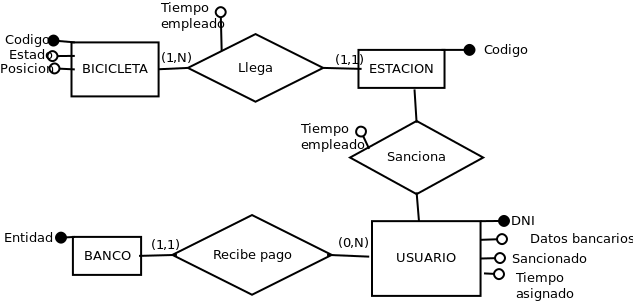 Tiempo
empleado
Codigo
Estado
Posicion
BICICLETA
(1,N)
Llega
(1,1)
ESTACION
Codigo
Tiempo
empleado
Sanciona
Entidad
BANCO
(1,1)
Recibe pago
(0,N)
USUARIO
DNI
Datos bancarios
Sancionado
Tiempo
asignado